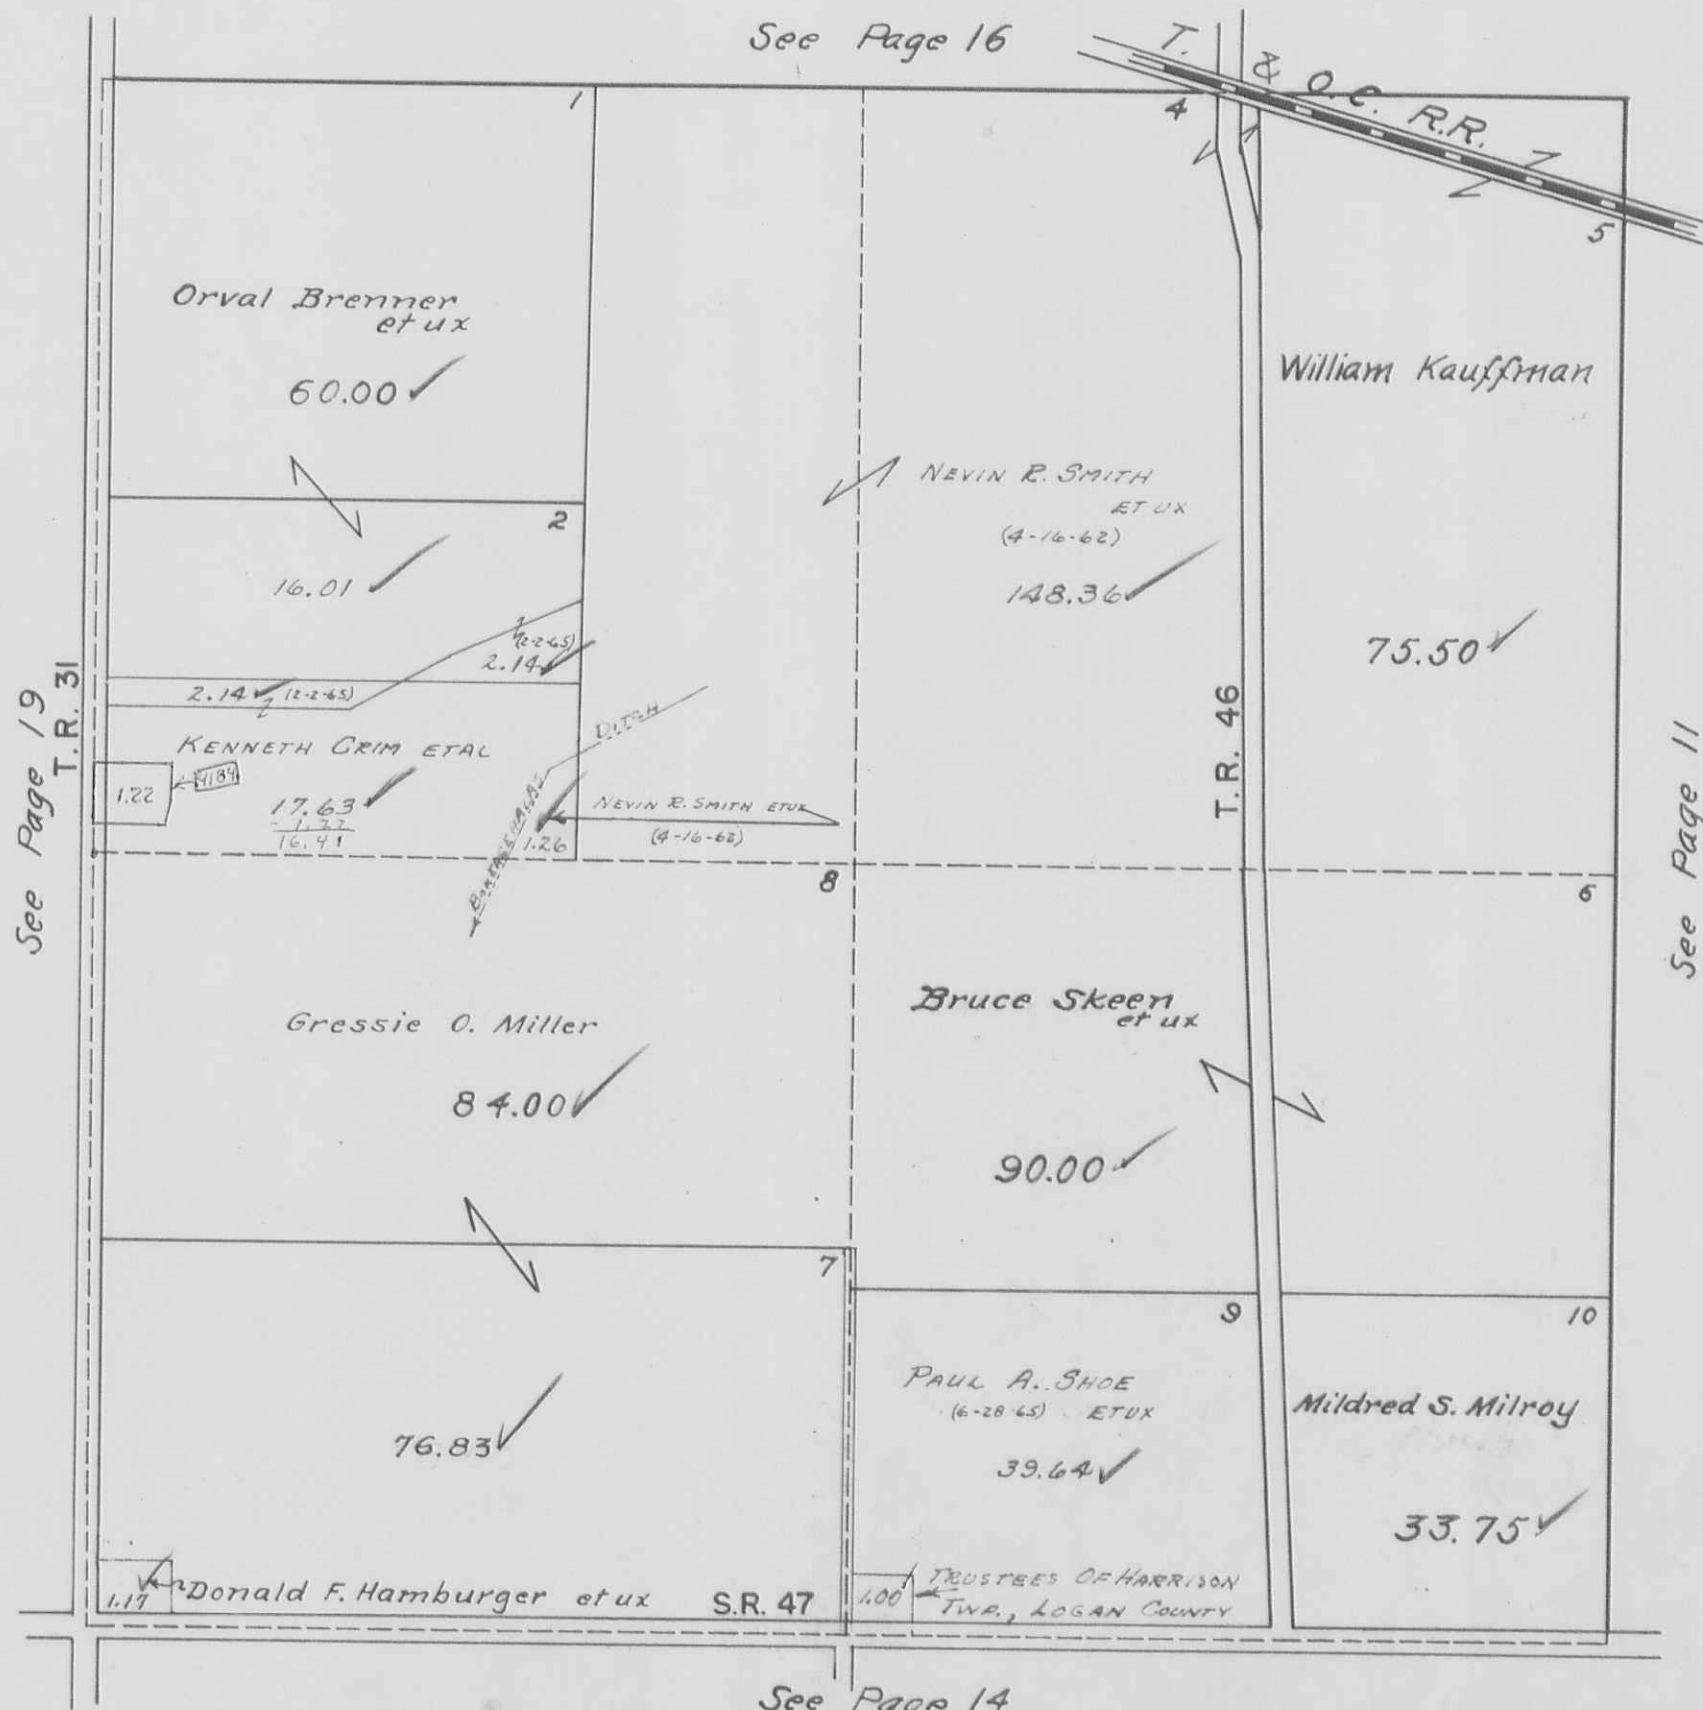 See Page 16
T. & O.C. R.R.
1
4
5
Orval Brenner
et ux
60.00
William Kauffman
NEVIN R. SMITH
ET UX
(4-16-62)
148.36
75.50
2
16.01
(2-2-65)
2.14
2.14 (2-2-65)
KENNETH GRIM ETAL
1.22
17.63
- 1.22
16.41
DITCH
NEVIN R. SMITH ETUX
(4-16-62)
1.26
See Page 19
T.R. 31
T.R. 46
See Page 11
8
6
Gressie O. Miller
84.00
Bruce Skeen
et ux
90.00
7
9
10
76.83
PAUL A. SHOE
(6-28-65) ETUX
39.64
Mildred S. Milroy
33.75
1.17 Donald F. Hamburger et ux
S.R. 47
1.00
TRUSTEES OF HARRISON
TWP., LOGAN COUNTY
See Page 14